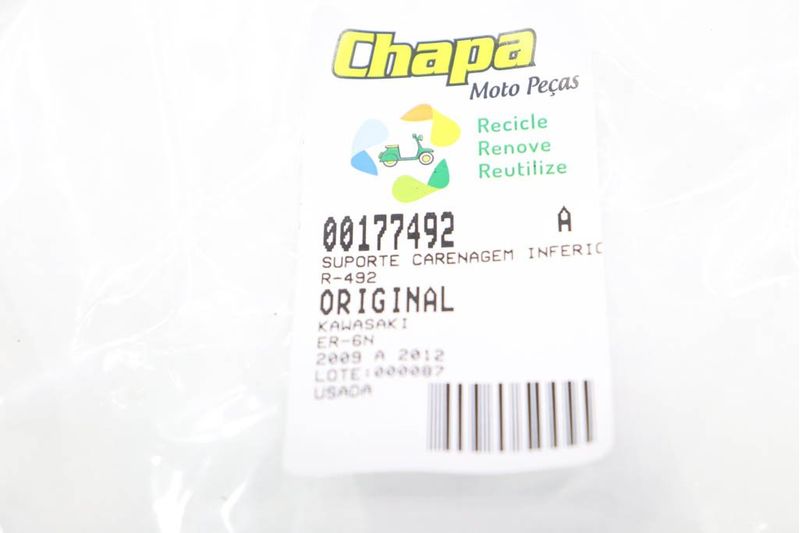 Chapa
Moto Peças
Recicle
Renove
Reutilize
00177492 A
SUPORTE CARENAGEM INFERIO
R-492
ORIGINAL
KAWASAKI
ER-6N
2009 A 2012
LOTE:000087
USADA